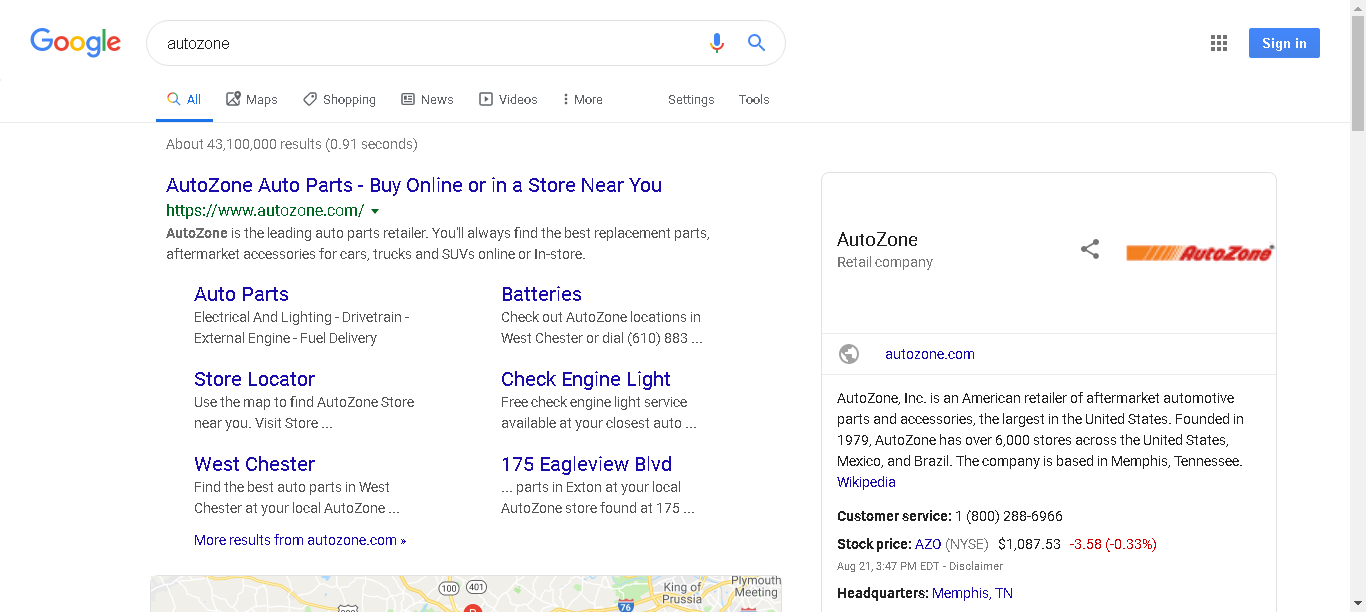 Google
autozone
Sign in
All
Maps
Shopping
News
Videos
More
Settings
Tools
About 43,100,000 results (0.91 seconds)
AutoZone Auto Parts - Buy Online or in a Store Near You
https://www.autozone.com/
AutoZone is the leading auto parts retailer. You'll always find the best replacement parts,
aftermarket accessories for cars, trucks and SUVs online or In-store.
Auto Parts
Electrical And Lighting - Drivetrain -
External Engine - Fuel Delivery
Batteries
Check out AutoZone locations in
West Chester or dial (610) 883 ...
Store Locator
Use the map to find AutoZone Store
near you. Visit Store ...
Check Engine Light
Free check engine light service
available at your closest auto ...
West Chester
Find the best auto parts in West
Chester at your local AutoZone ...
175 Eagleview Blvd
... parts in Exton at your local
AutoZone store found at 175 ...
More results from autozone.com »
100
401
King of
Prussia
Plymouth
Meeting
76
AutoZone
Retail company
AutoZone
autozone.com
AutoZone, Inc. is an American retailer of aftermarket automotive
parts and accessories, the largest in the United States. Founded in
1979, AutoZone has over 6,000 stores across the United States,
Mexico, and Brazil. The company is based in Memphis, Tennessee.
Wikipedia
Customer service: 1 (800) 288-6966
Stock price: AZO (NYSE) $1,087.53 -3.58 (-0.33%)
Aug 21, 3:47 PM EDT - Disclaimer
Headquarters: Memphis, TN